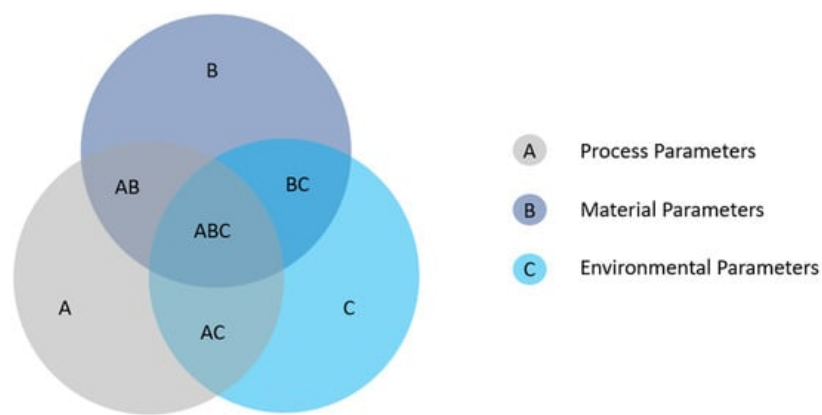 B
AB
BC
ABC
A
C
AC
A Process Parameters
B Material Parameters
C Environmental Parameters